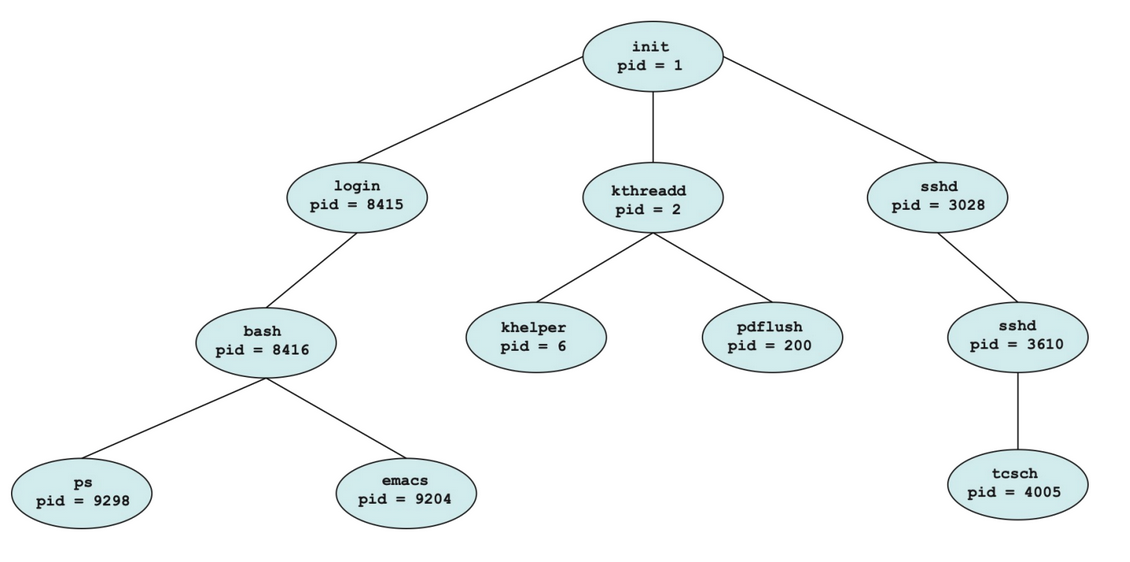 init
pid = 1
login
pid = 8415
kthreadd
pid = 2
sshd
pid = 3028
bash
pid = 8416
khelper
pid = 6
pdflush
pid = 200
sshd
pid = 3610
ps
pid = 9298
emacs
pid = 9204
tcsch
pid = 4005